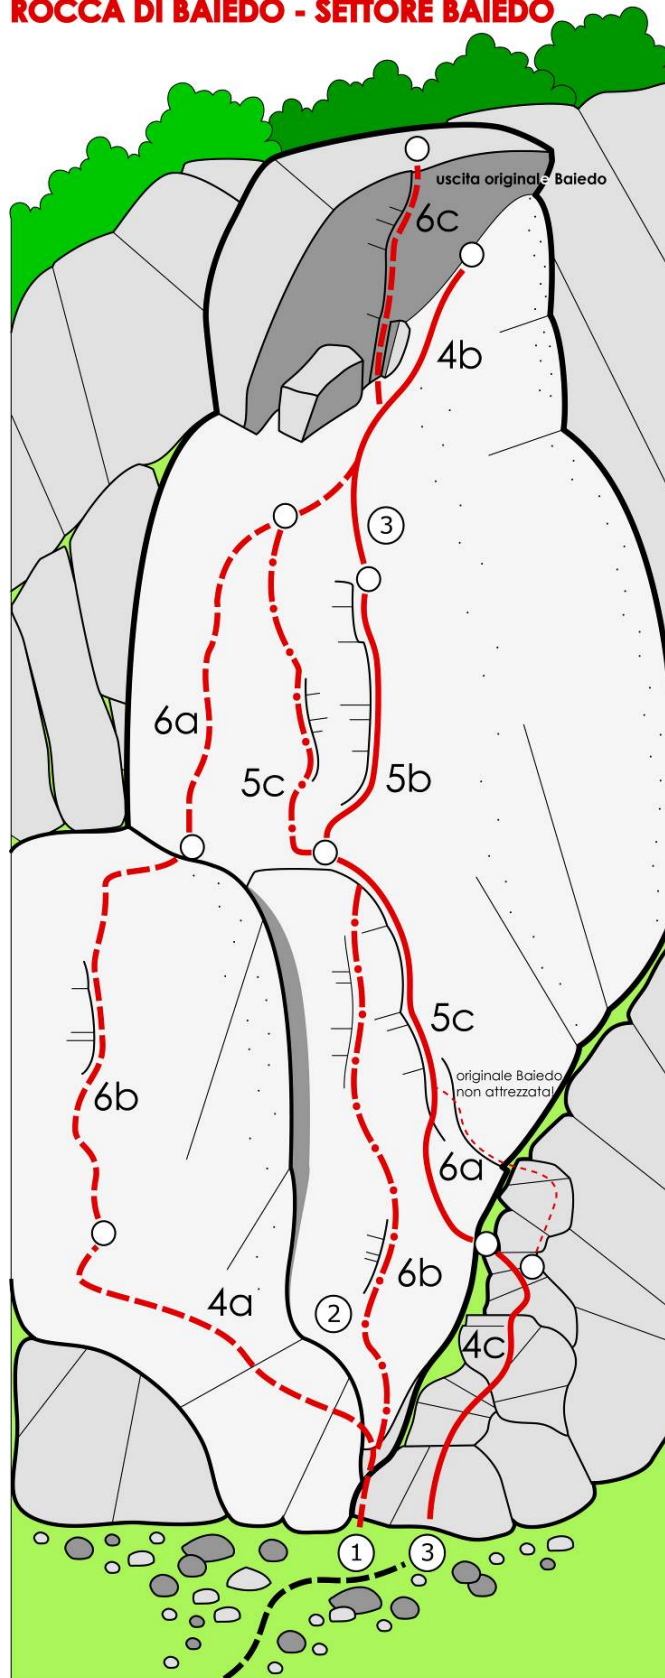 ROCCA DI BAIEDO - SETTORE BAIEDO
uscita originale Baiedo
6c
4b
3
6a
5c
5b
5c
originale Baiedo
non attrezzata!
6b
6a
6b
4a
2
4c
1
3